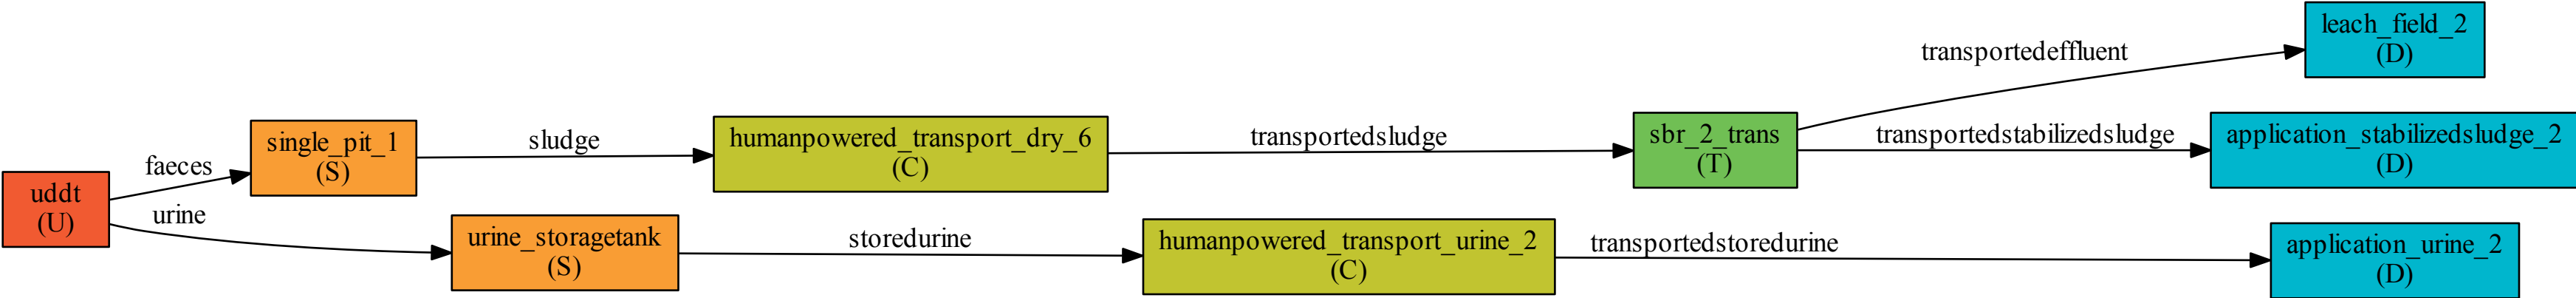 uddt
(U)
faeces
urine
single_pit_1
(S)
sludge
humanpowered_transport_dry_6
(C)
transportedsludge
sbr_2_trans
(T)
transportedeffluent
leach_field_2
(D)
transportedstabilizedsludge
application_stabilizedsludge_2
(D)
urine_storagetank
(S)
storedurine
humanpowered_transport_urine_2
(C)
transportedstoredurine
application_urine_2
(D)